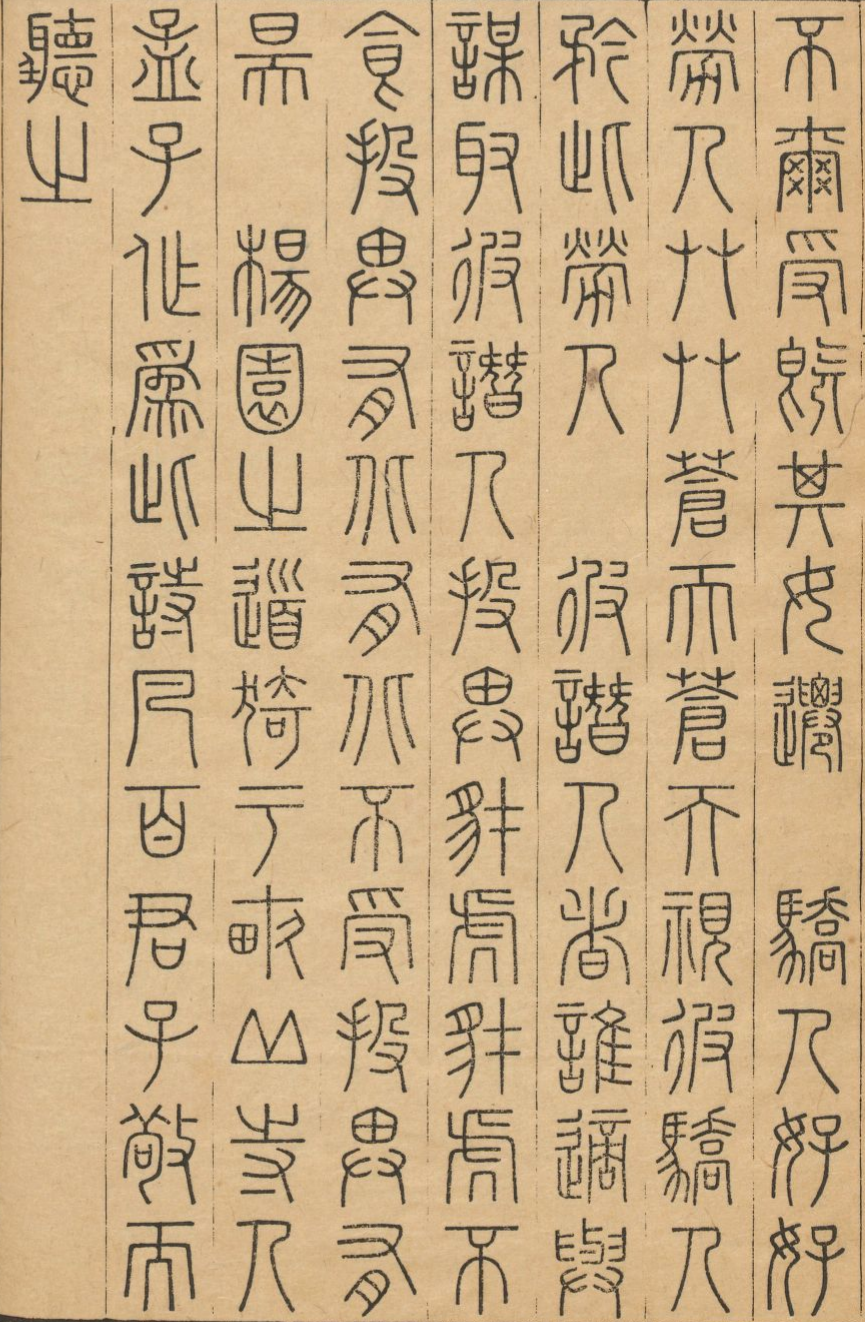 不爾受既其女遷　驕人好好
勞人艸艸蒼天蒼天視彼驕人
矜此勞人　彼譖人者誰適與
謀取彼譖人投畀豺虎豺虎不
食投畀有北有北不受投畀有
昊　楊園之道猗于畝丘寺人
孟子作爲此詩凡百君子敬而
聽之